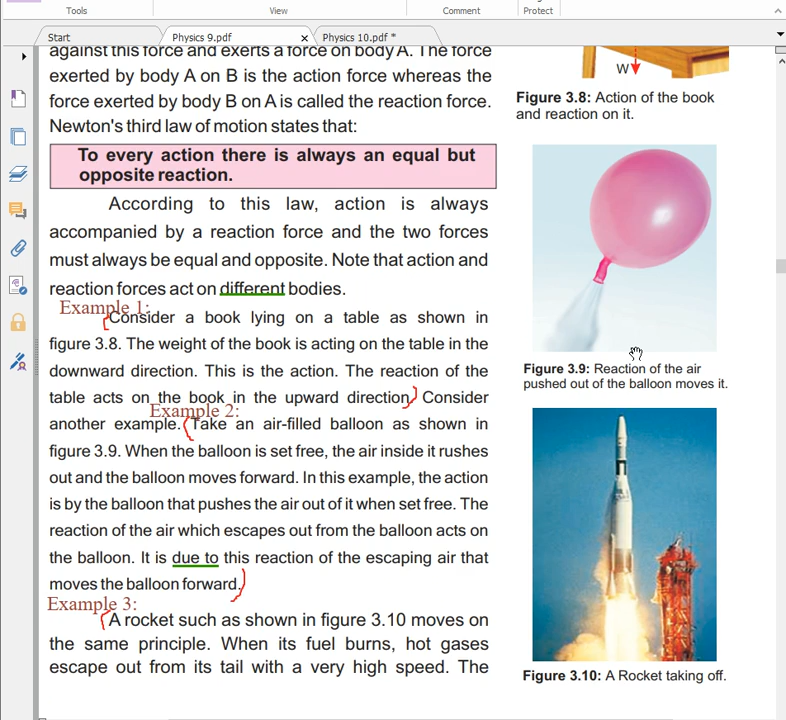 Tools
View
Comment
Protect
Start
Physics 9.pdf
Physics 10.pdf *
against this force and exerts a force on body A. The force
exerted by body A on B is the action force whereas the
force exerted by body B on A is called the reaction force.
Newton's third law of motion states that:
To every action there is always an equal but
opposite reaction.
According to this law, action is always
accompanied by a reaction force and the two forces
must always be equal and opposite. Note that action and
reaction forces act on different bodies.
Example 1:
Consider a book lying on a table as shown in
figure 3.8. The weight of the book is acting on the table in the
downward direction. This is the action. The reaction of the
table acts on the book in the upward direction. Consider
Example 2:
another example. Take an air-filled balloon as shown in
figure 3.9. When the balloon is set free, the air inside it rushes
out and the balloon moves forward. In this example, the action
is by the balloon that pushes the air out of it when set free. The
reaction of the air which escapes out from the balloon acts on
the balloon. It is due to this reaction of the escaping air that
moves the balloon forward.
Example 3:
A rocket such as shown in figure 3.10 moves on
the same principle. When its fuel burns, hot gases
escape out from its tail with a very high speed. The
W
Figure 3.8: Action of the book
and reaction on it.
Figure 3.9: Reaction of the air
pushed out of the balloon moves it.
Figure 3.10: A Rocket taking off.